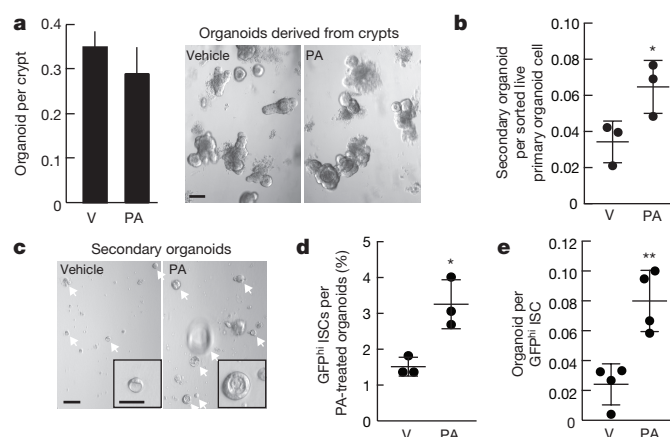 a
Organoid per crypt
0.4
0.3
0.2
0.1
0
V PA
Organoids derived from crypts
Vehicle PA
b
Secondary organoid
per sorted live
primary organoid cell
0.10
0.08
0.06
0.04
0.02
0.00
*
V PA
c
Secondary organoids
Vehicle PA
d
GFPhi ISCs per
PA-treated organoids (%)
5
4
3
2
1
0
*
V PA
e
Organoid per
GFPhi ISC
0.12
0.10
0.08
0.06
0.04
0.02
0.00
**
V PA